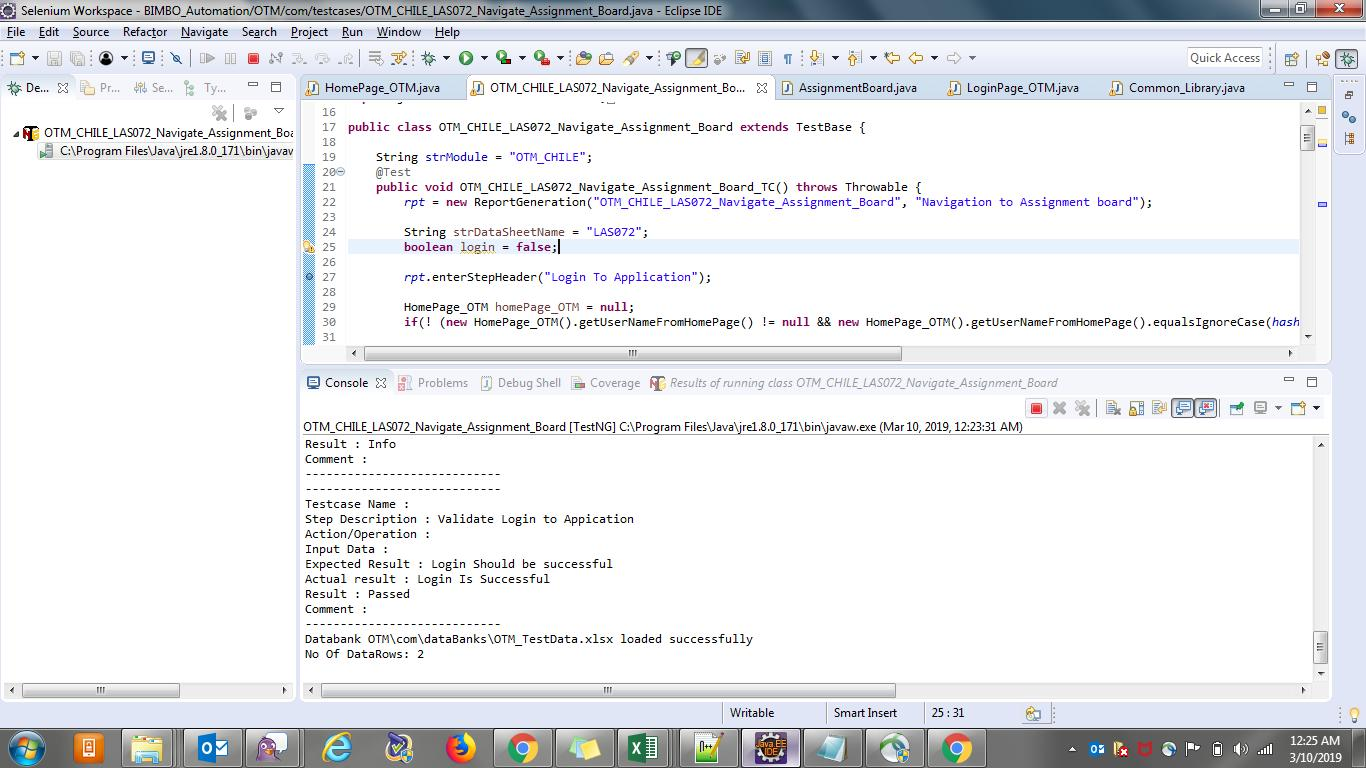 Selenium Workspace - BIMBO_Automation/OTM/com/testcases/OTM_CHILE_LAS072_Navigate_Assignment_Board.java - Eclipse IDE
File Edit Source Refactor Navigate Search Project Run Window Help
Quick Access
De... Pr... Se... Ty...
OTM_CHILE_LAS072_Navigate_Assignment_Boa
C:\Program Files\Java\jre1.8.0_171\bin\javaw
HomePage_OTM.java OTM_CHILE_LAS072_Navigate_Assignment_Bo... AssignmentBoard.java LoginPage_OTM.java Common_Library.java
16
17 public class OTM_CHILE_LAS072_Navigate_Assignment_Board extends TestBase {
18
19 String strModule = "OTM_CHILE";
20 @Test
21 public void OTM_CHILE_LAS072_Navigate_Assignment_Board_TC() throws Throwable {
22 rpt = new ReportGeneration("OTM_CHILE_LAS072_Navigate_Assignment_Board", "Navigation to Assignment board");
23
24 String strDataSheetName = "LAS072";
25 boolean login = false;
26
27 rpt.enterStepHeader("Login To Application");
28
29 HomePage_OTM homePage_OTM = null;
30 if(! (new HomePage_OTM().getUserNameFromHomePage() != null && new HomePage_OTM().getUserNameFromHomePage().equalsIgnoreCase(hash
31
Console Problems Debug Shell Coverage Results of running class OTM_CHILE_LAS072_Navigate_Assignment_Board
OTM_CHILE_LAS072_Navigate_Assignment_Board [TestNG] C:\Program Files\Java\jre1.8.0_171\bin\javaw.exe (Mar 10, 2019, 12:23:31 AM)
Result : Info
Comment :
----------------------------
----------------------------
Testcase Name :
Step Description : Validate Login to Appication
Action/Operation :
Input Data :
Expected Result : Login Should be successful
Actual result : Login Is Successful
Result : Passed
Comment :
----------------------------
Databank OTM\com\dataBanks\OTM_TestData.xlsx loaded successfully
No Of DataRows: 2
Writable Smart Insert 25 : 31
Java EE IDE
12:25 AM
3/10/2019